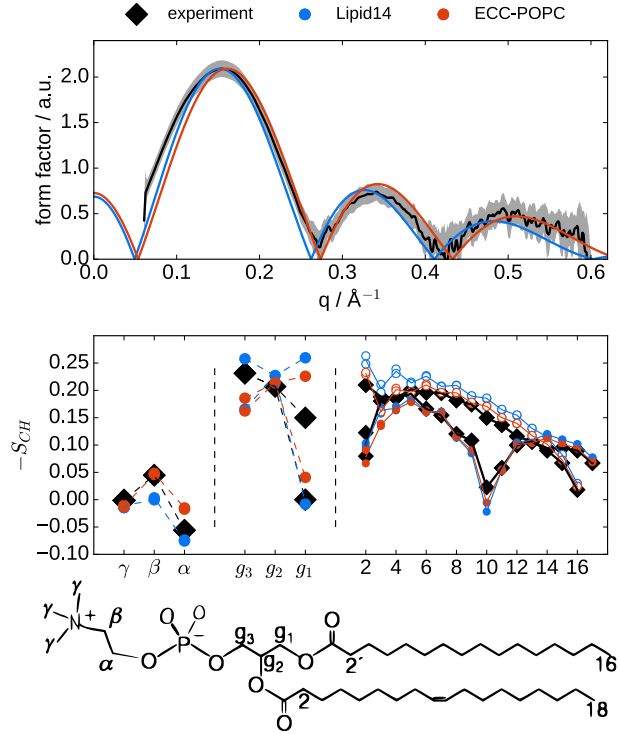 experiment Lipid14 ECC-POPC
form factor / a.u.
2.0
1.5
1.0
0.5
0.0
0.0 0.1 0.2 0.3 0.4 0.5 0.6
q / Å⁻¹
−S_CH
0.25
0.20
0.15
0.10
0.05
0.00
−0.05
−0.10
γ β α g₃ g₂ g₁ 2 4 6 8 10 12 14 16
γ γ N + β P − O O
γ α O O g₃ g₁ g₂ O O 2′ 16
O O 2 18